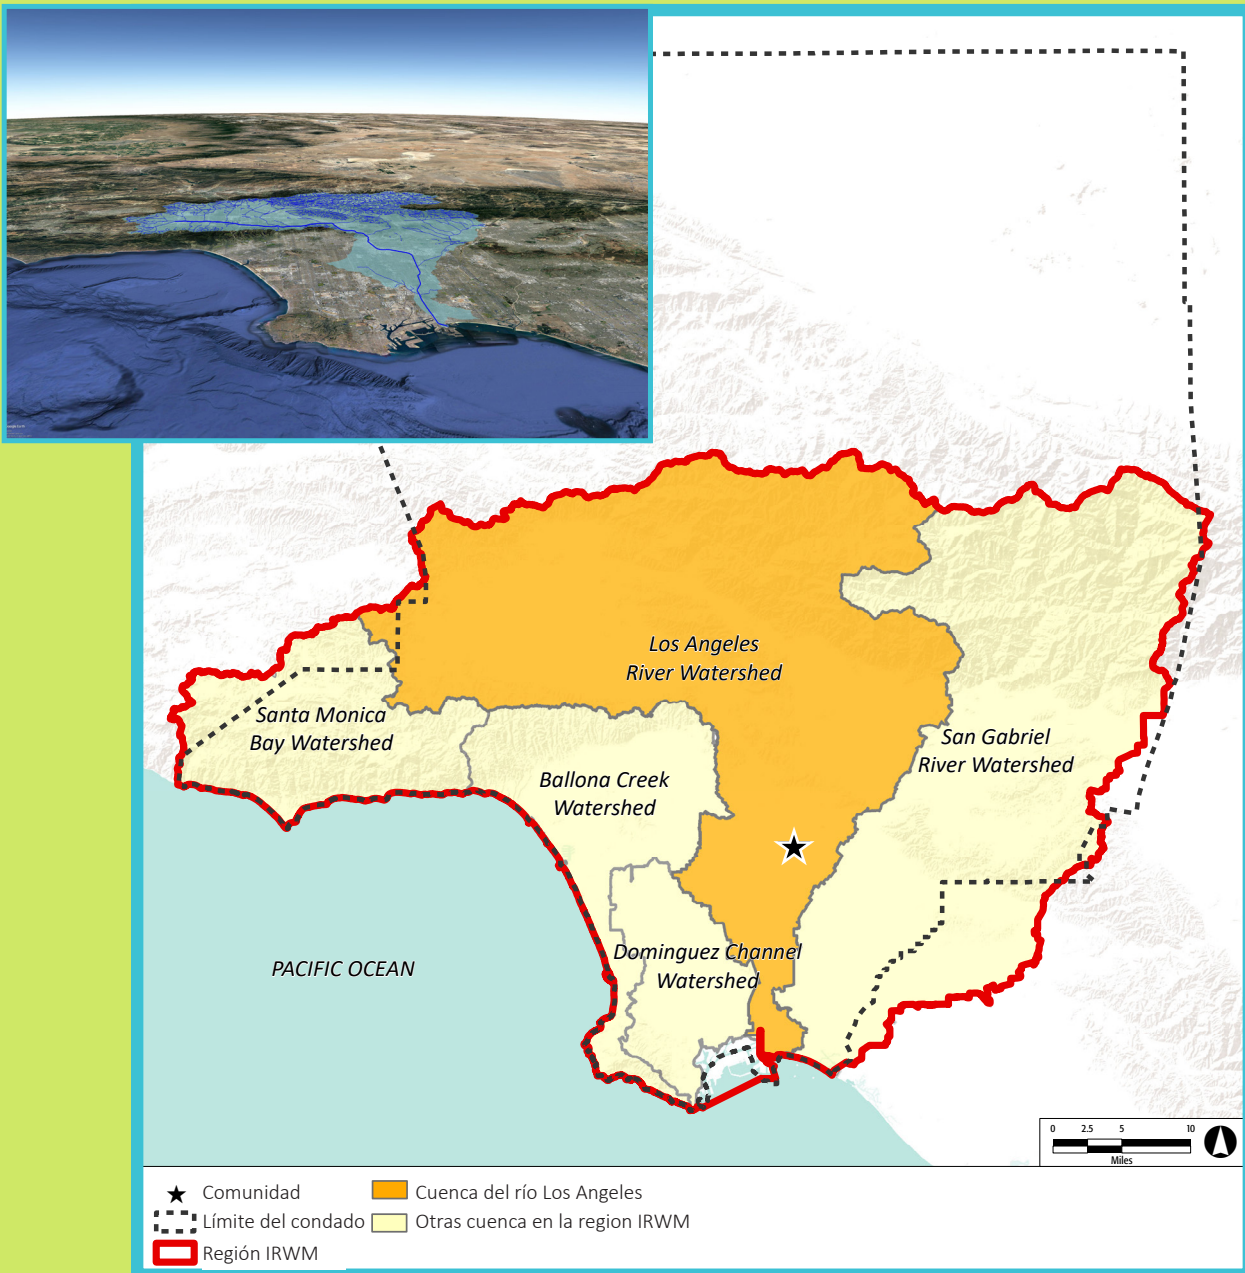 Los Angeles
River Watershed
Santa Monica
Bay Watershed
San Gabriel
River Watershed
Ballona Creek
Watershed
Dominguez Channel
Watershed
PACIFIC OCEAN
0 2.5 5 10
Miles
Comunidad
Cuenca del río Los Angeles
Límite del condado
Otras cuenca en la region IRWM
Región IRWM